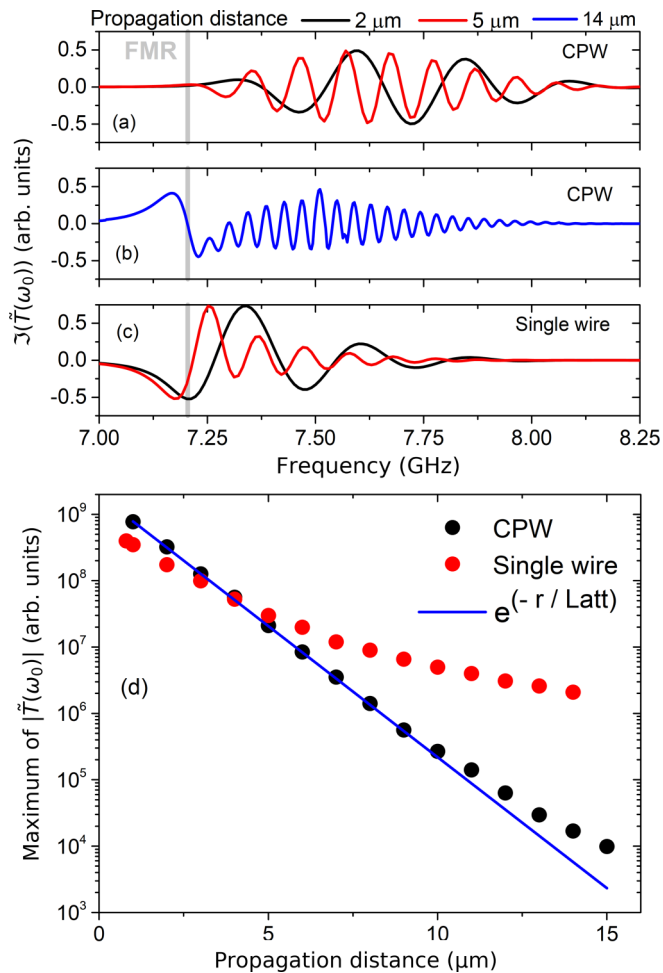 Propagation distance 2 μm 5 μm 14 μm
FMR CPW
0.5
0.0
-0.5
(a)
CPW
0.5
0.0
-0.5
(b)
ℑ(T̃(ω₀)) (arb. units)
(c) Single wire
0.5
0.0
-0.5
7.00 7.25 7.50 7.75 8.00 8.25
Frequency (GHz)
10⁹
10⁸
10⁷
10⁶
10⁵
10⁴
10³
CPW
Single wire
e^(- r / Latt)
(d)
Maximum of |T̃(ω₀)| (arb. units)
0 5 10 15
Propagation distance (μm)